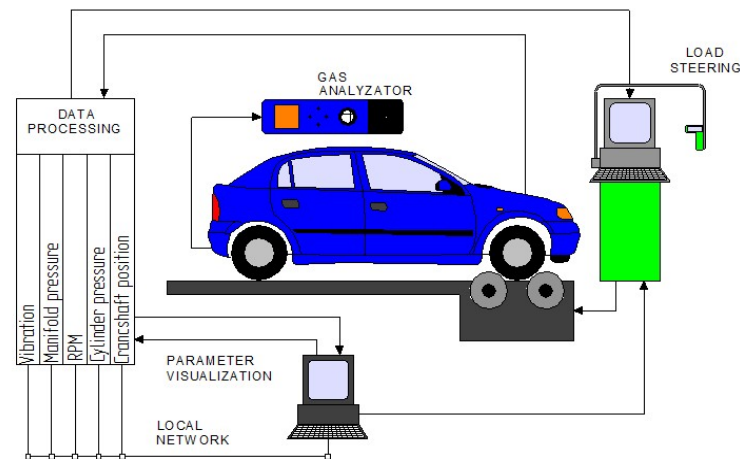 LOAD
STEERING
GAS
ANALYZATOR
DATA
PROCESSING
Vibration
Manifold pressure
RPM
Cylinder pressure
Crancshaft position
PARAMETER
VISUALIZATION
LOCAL
NETWORK